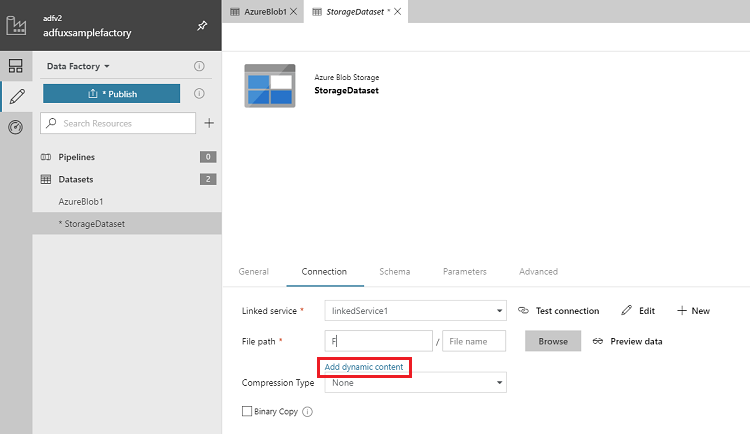 adfv2
adfuxsamplefactory
AzureBlob1
StorageDataset *
Data Factory
* Publish
Search Resources
Pipelines 0
Datasets 2
AzureBlob1
* StorageDataset
Azure Blob Storage
StorageDataset
General Connection Schema Parameters Advanced
Linked service * linkedService1 Test connection Edit + New
File path * F / File name Browse Preview data
Add dynamic content
Compression Type None
Binary Copy